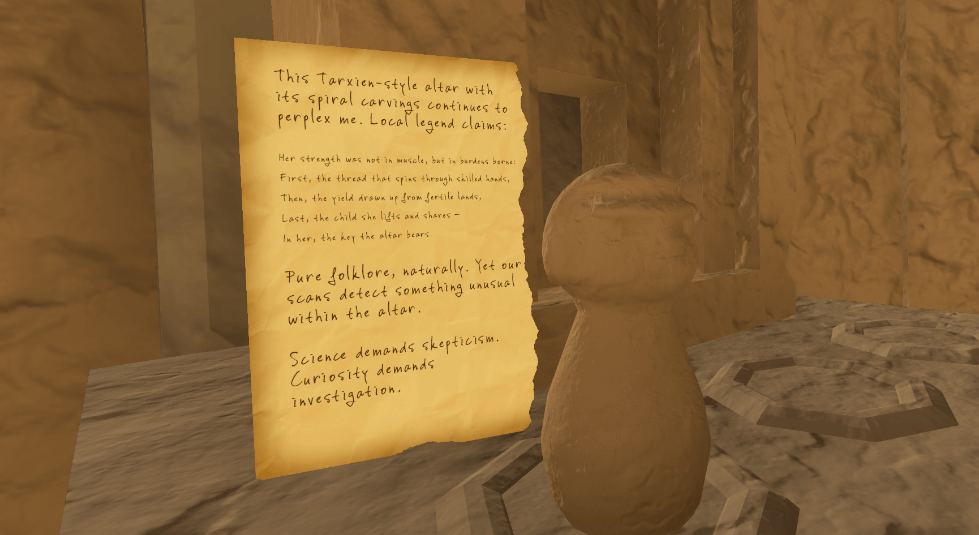 This Tarxien-style altar with
its spiral carvings continues to
perplex me. Local legend claims:
Her strength was not in muscle, but in burdens borne:
First, the thread that spins through skilled hands,
Then, the yield drawn up from fertile lands,
Last, the child she lifts and shares –
In her, the key the altar bears
Pure folklore, naturally. Yet our
scans detect something unusual
within the altar.
Science demands skepticism.
Curiosity demands
investigation.